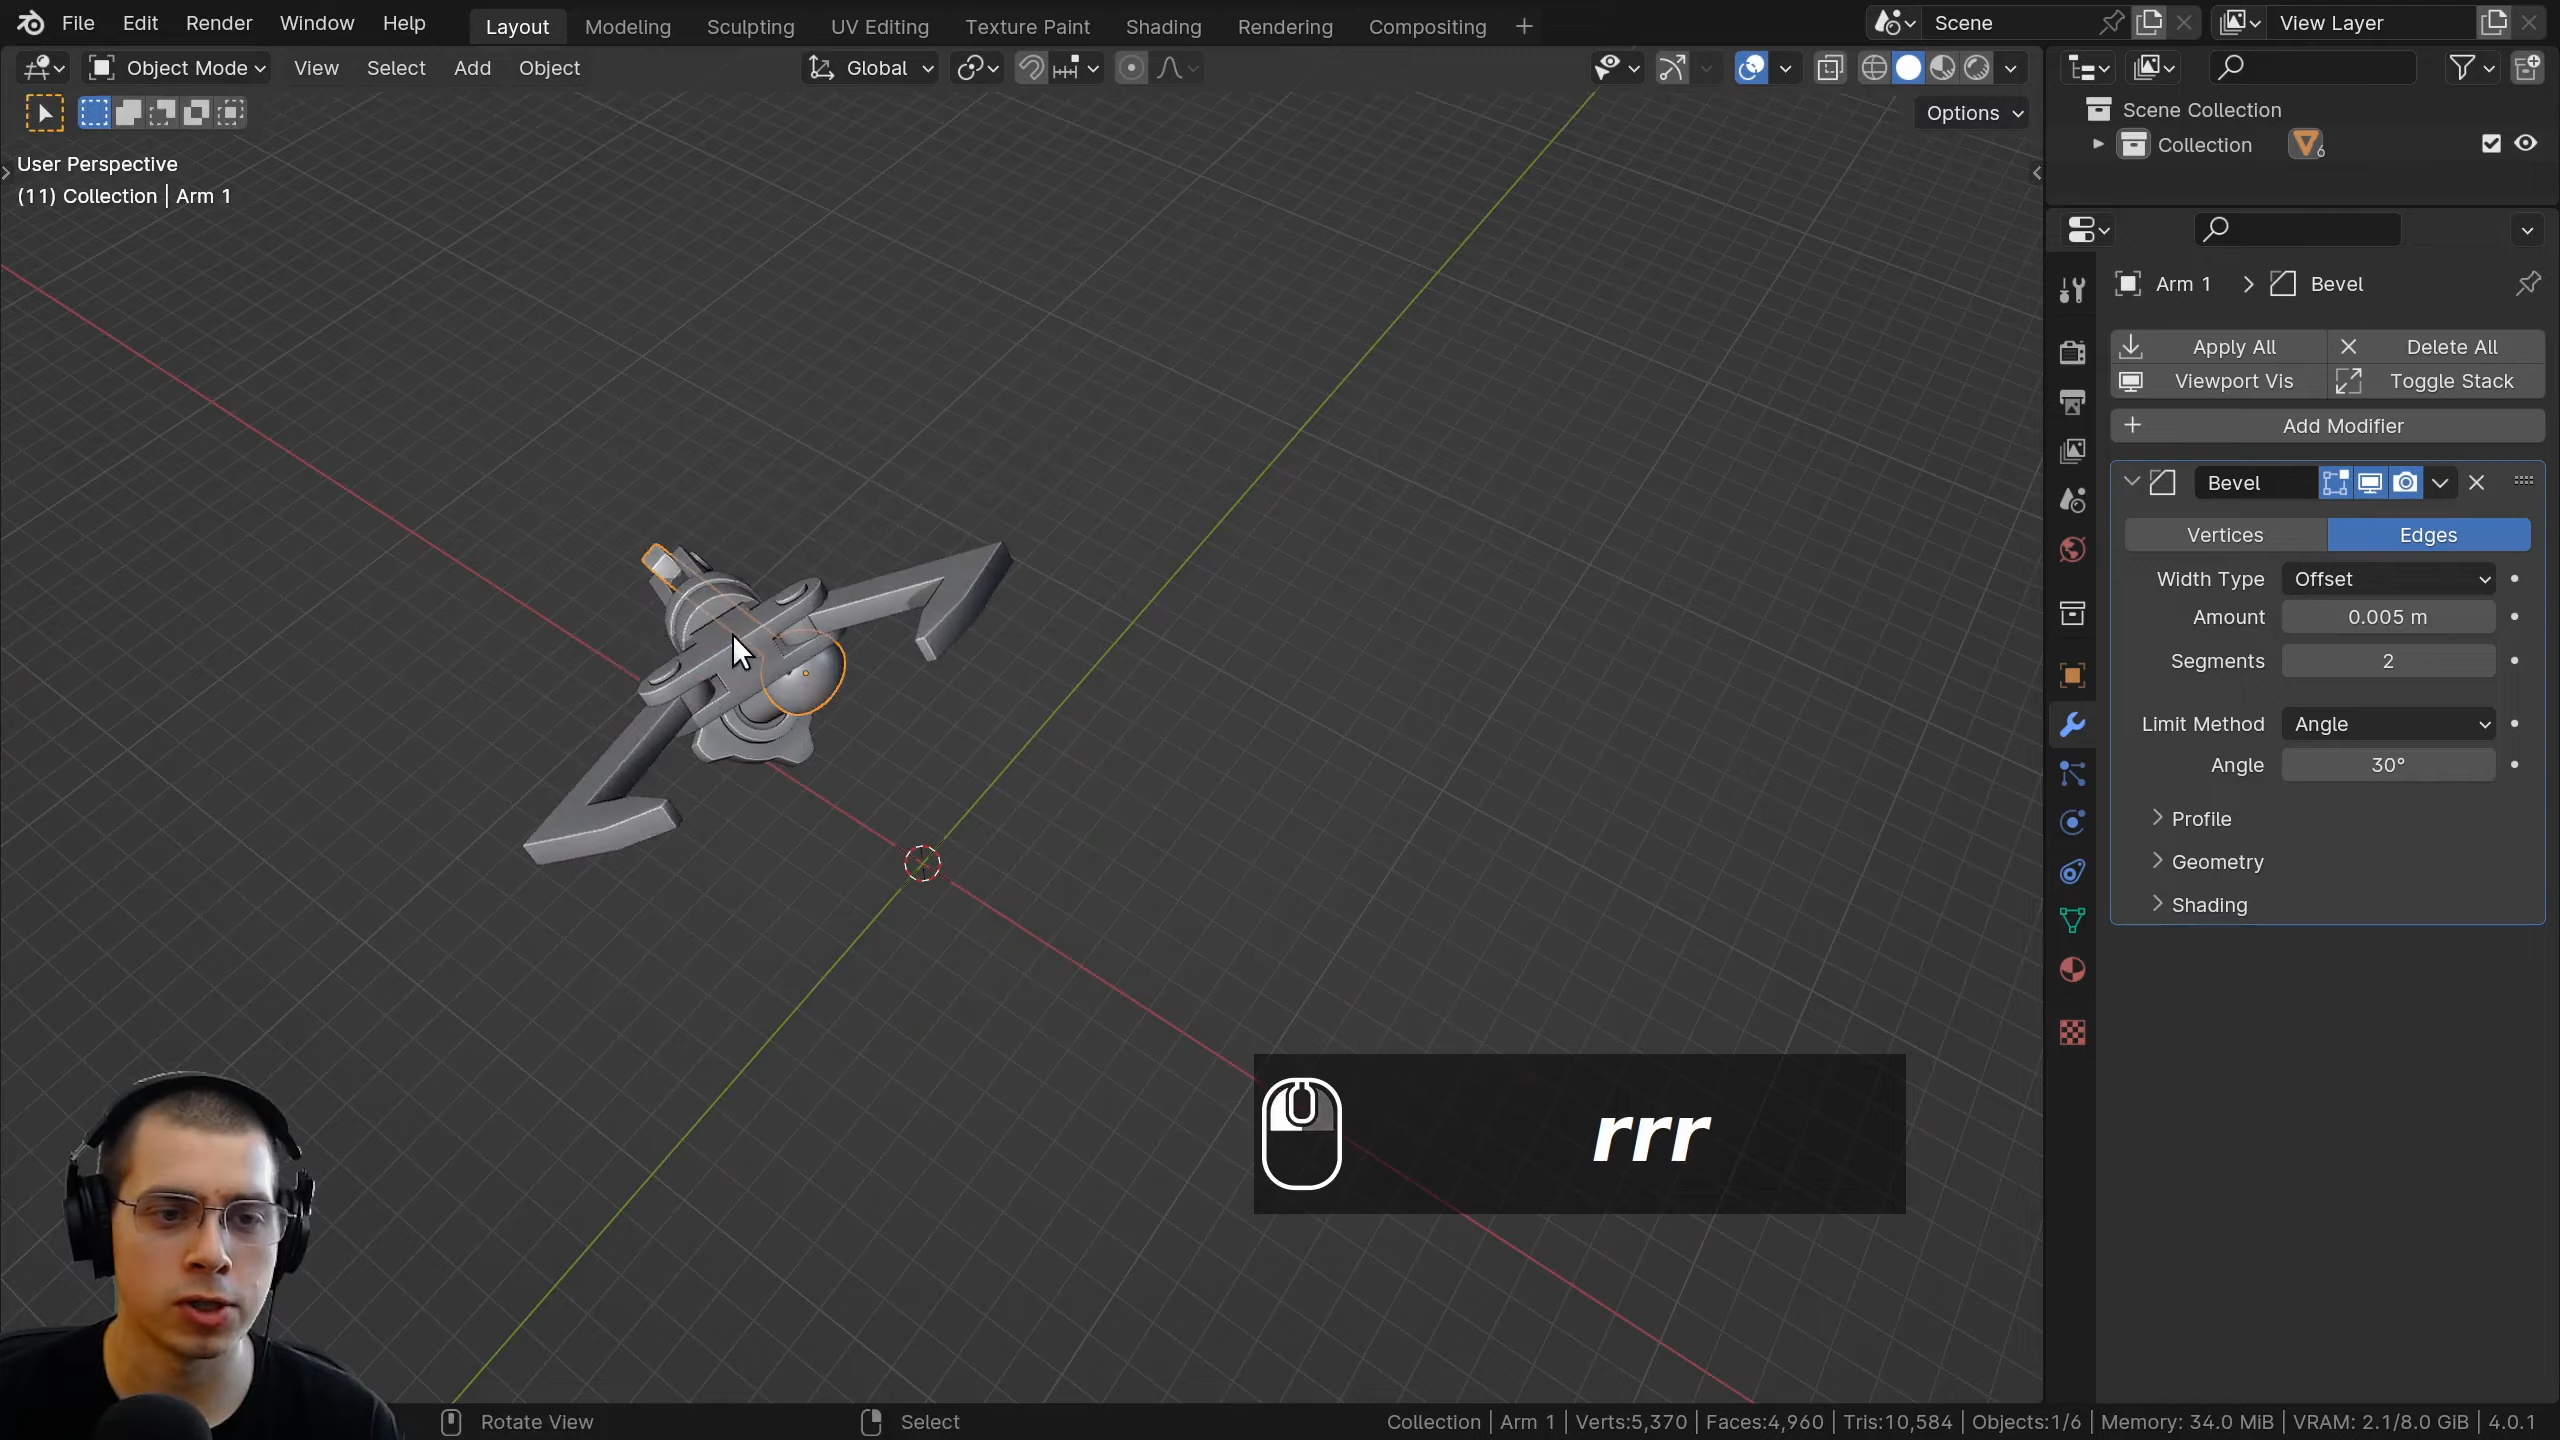 File Edit Render Window Help
Layout Modeling Sculpting UV Editing Texture Paint Shading Rendering Compositing +
Scene
View Layer
Object Mode View Select Add Object
Global
Options
User Perspective
(11) Collection | Arm 1
Scene Collection
Collection
6
Arm 1 > Bevel
Apply All Delete All
Viewport Vis Toggle Stack
+ Add Modifier
Bevel
Vertices Edges
Width Type Offset
Amount 0.005 m
Segments 2
Limit Method Angle
Angle 30°
Profile
Geometry
Shading
rrr
Rotate View
Select
Collection | Arm 1 | Verts:5,370 | Faces:4,960 | Tris:10,584 | Objects:1/6 | Memory: 34.0 MiB | VRAM: 2.1/8.0 GiB | 4.0.1